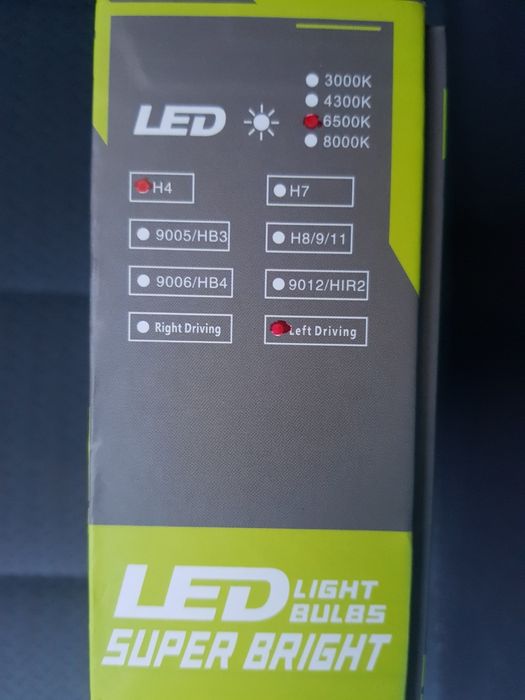 3000K
4300K
LED 6500K
8000K
H4 H7
9005/HB3 H8/9/11
9006/HB4 9012/HIR2
Right Driving Left Driving
LED LIGHT
BULBS
SUPER BRIGHT